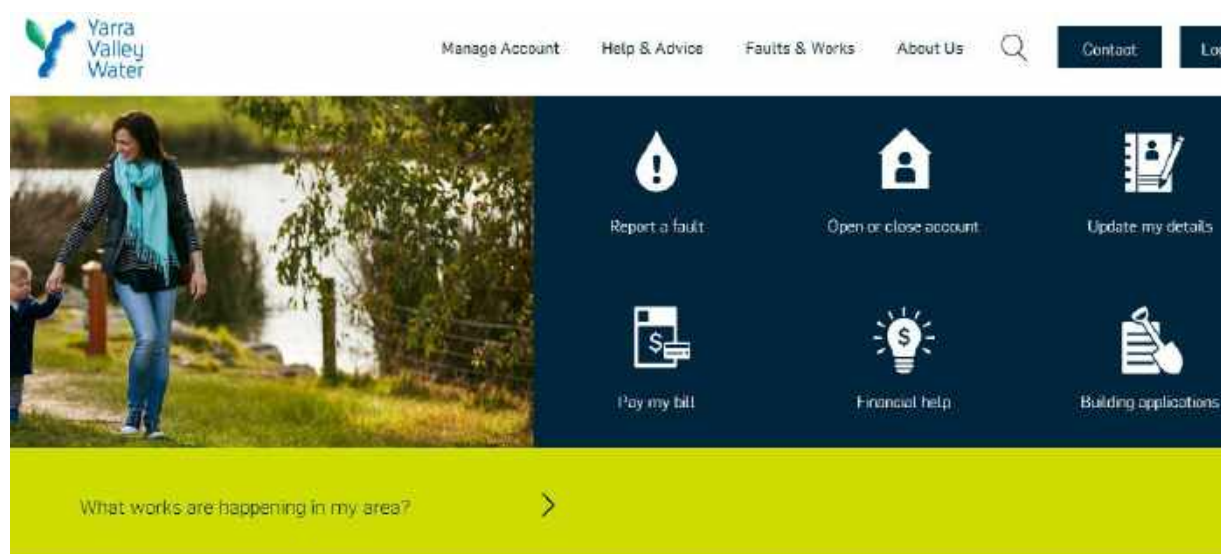 Yarra
Valley
Water
Manage Account
Help & Advice
Faults & Works
About Us
Contact
Report a fault
Open or close account
Update my details
Pay my bill
Financial help
Building applications
What works are happening in my area?